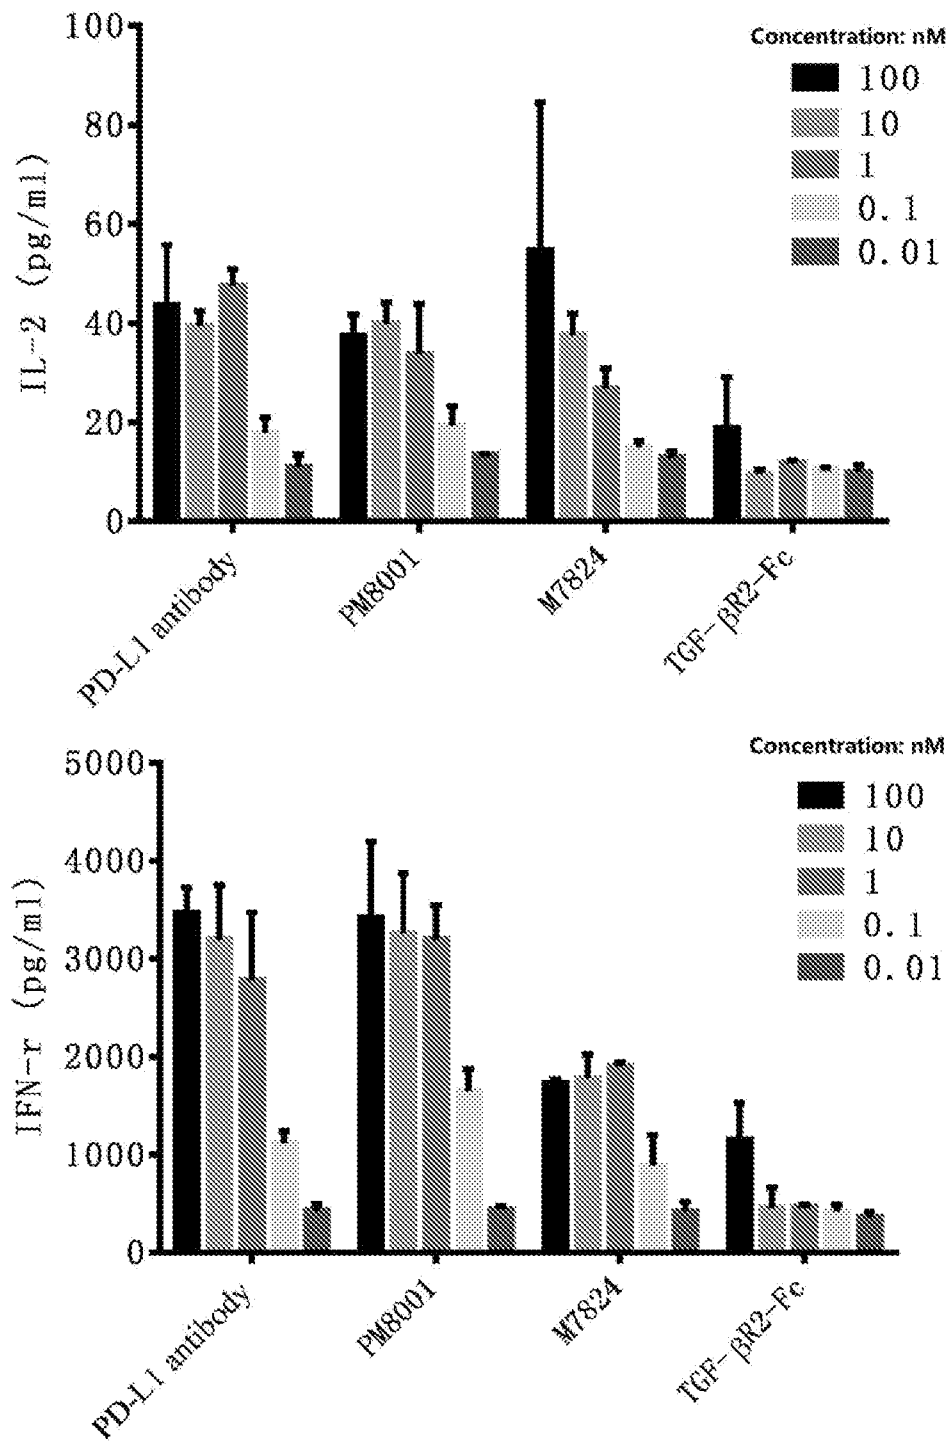 Concentration: nM
100
10
1
0.1
0.01
IL-2 (pg/ml)
100
80
60
40
20
0
PD-L1 antibody
PM8001
M7824
TGF-βR2-Fc
Concentration: nM
100
10
1
0.1
0.01
IFN-r (pg/ml)
5000
4000
3000
2000
1000
0
PD-L1 antibody
PM8001
M7824
TGF-βR2-Fc